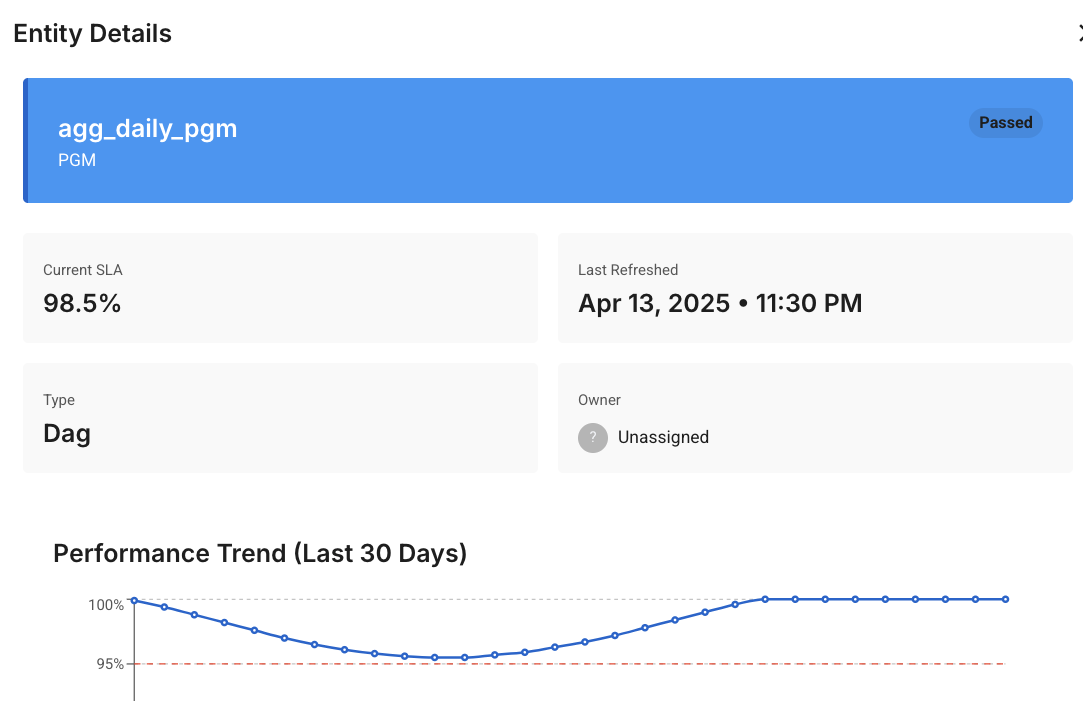 Entity Details
agg_daily_pgm
Passed
PGM
Current SLA
98.5%
Last Refreshed
Apr 13, 2025 • 11:30 PM
Type
Dag
Owner
?
Unassigned
Performance Trend (Last 30 Days)
100%
95%